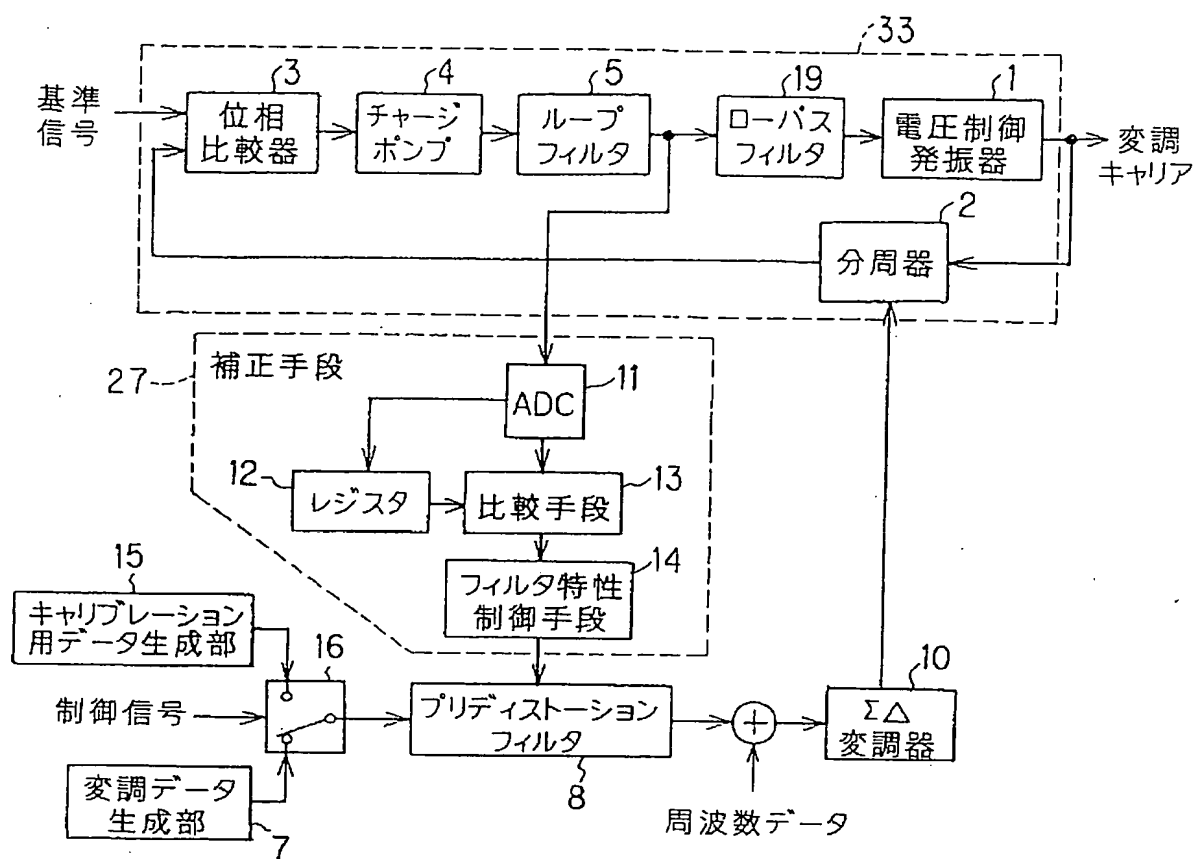 33
基準
信号
3
位相
比較器
4
チャージ
ポンプ
5
ループ
フィルタ
19
ローパス
フィルタ
1
電圧制御
発振器
変調
キャリア
2
分周器
27
補正手段
11
ADC
12
レジスタ
13
比較手段
14
フィルタ特性
制御手段
15
キャリブレーション
用データ生成部
16
制御信号
プリディストーション
フィルタ
8
10
ΣΔ
変調器
変調データ
生成部
7
周波数データ